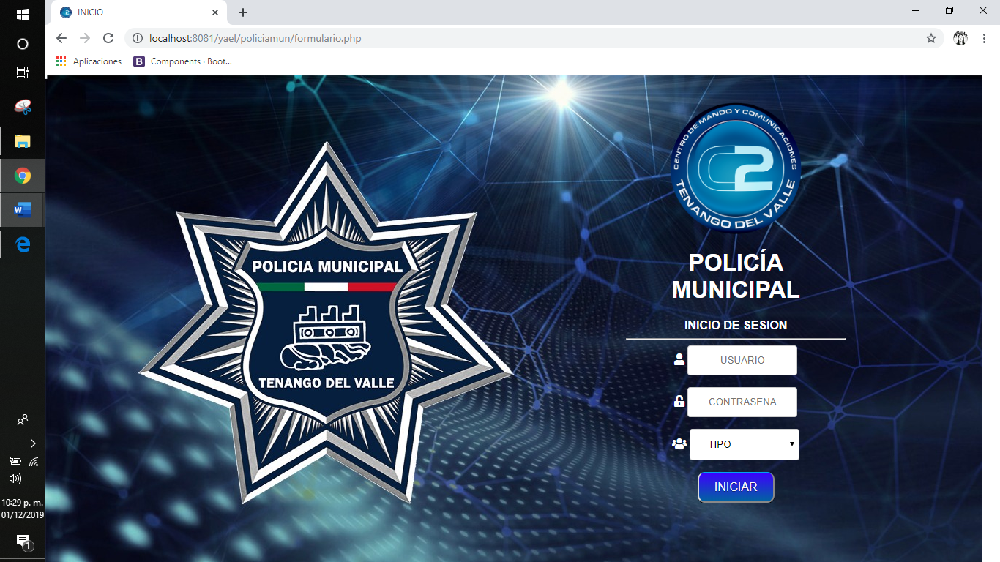 INICIO
localhost:8081/yael/policiamun/formulario.php
Aplicaciones
B
Components · Boot...
CENTRO DE MANDO Y COMUNICACIONES
C2
TENANGO DEL VALLE
POLICIA MUNICIPAL
TENANGO DEL VALLE
POLICÍA
MUNICIPAL
INICIO DE SESION
USUARIO
CONTRASEÑA
TIPO
INICIAR
10:29 p. m.
01/12/2019
1